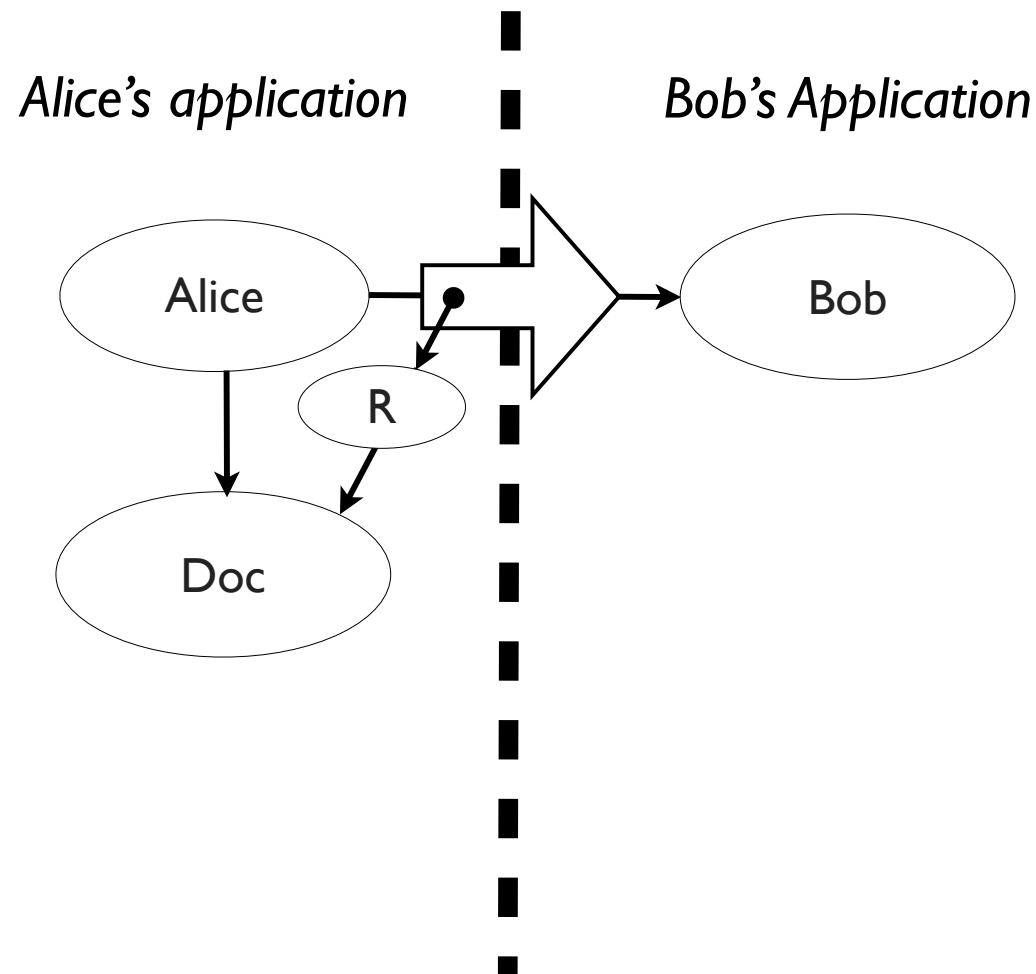 Alice’s application
Bob’s Application
Alice
Bob
R
Doc